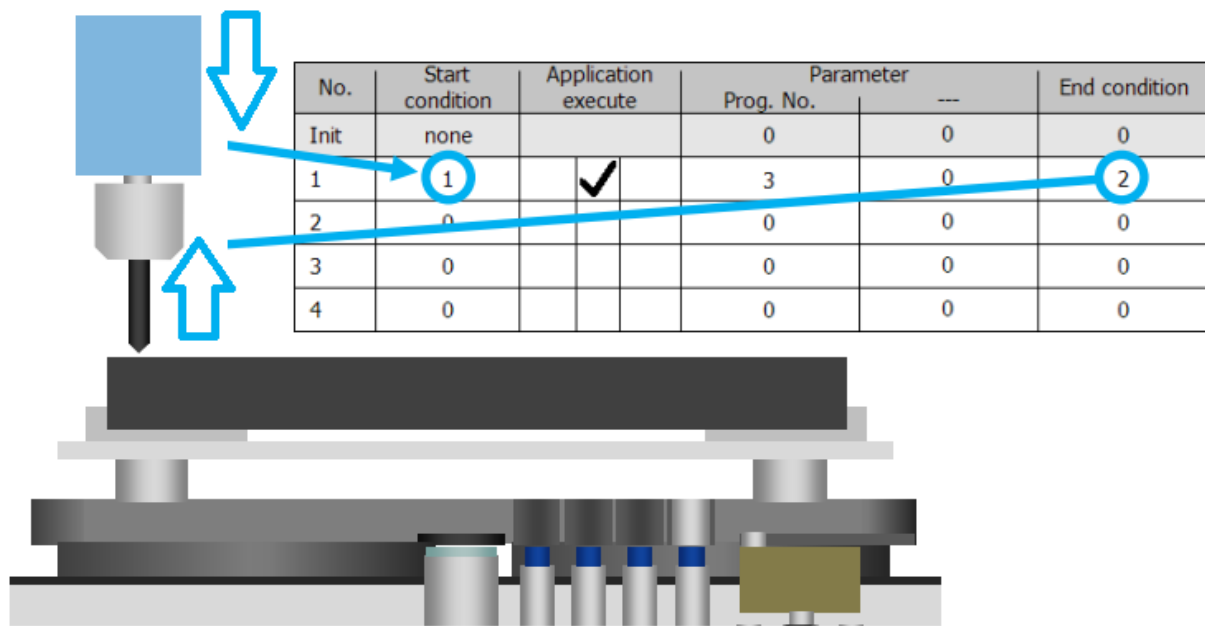 No. Start condition Application execute Parameter Prog. No. --- End condition
Init none 0 0 0
1 1 3 0 2
2 0 0 0 0
3 0 0 0 0
4 0 0 0 0